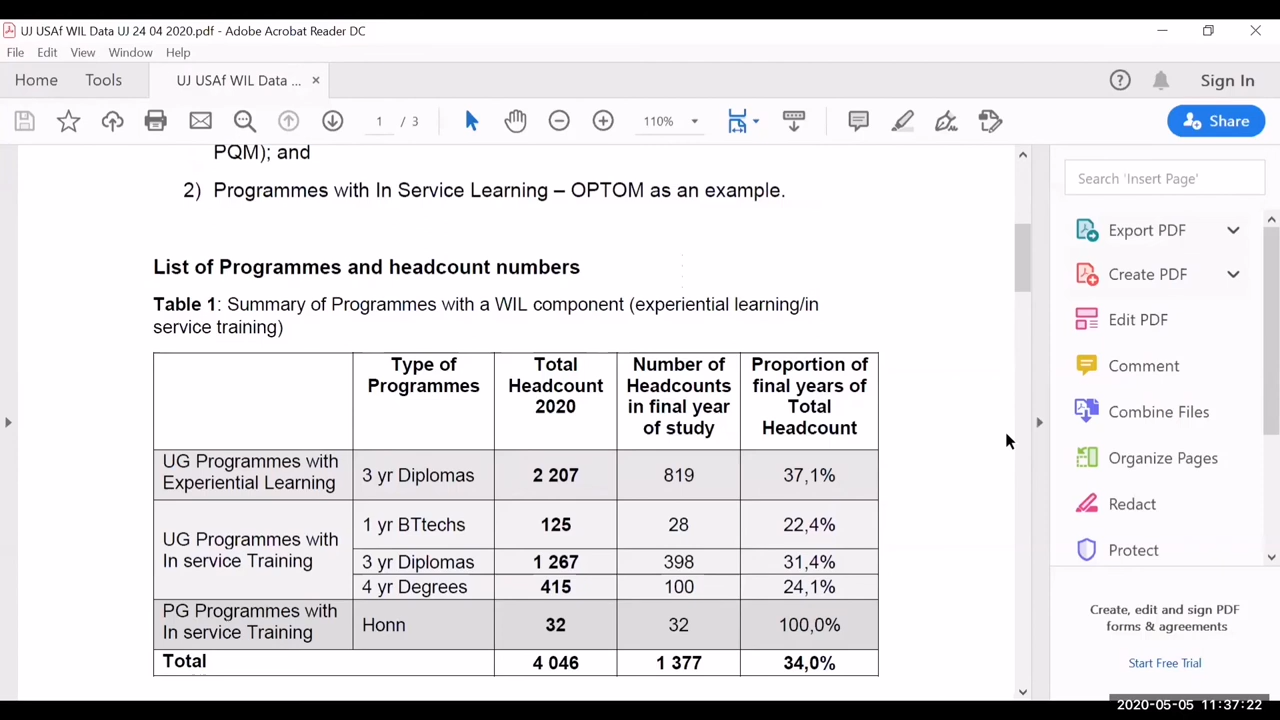 UJ USAf WIL Data UJ 24 04 2020.pdf - Adobe Acrobat Reader DC
File Edit View Window Help
Home Tools UJ USAf WIL Data ... × Sign In
1 / 3 110% Share
PQM); and
2) Programmes with In Service Learning – OPTOM as an example.
List of Programmes and headcount numbers
Table 1: Summary of Programmes with a WIL component (experiential learning/in
service training)
Type of Programmes
Total Headcount 2020
Number of Headcounts in final year of study
Proportion of final years of Total Headcount
UG Programmes with Experiential Learning 3 yr Diplomas 2 207 819 37,1%
UG Programmes with In service Training 1 yr BTtechs 125 28 22,4%
3 yr Diplomas 1 267 398 31,4%
4 yr Degrees 415 100 24,1%
PG Programmes with In service Training Honn 32 32 100,0%
Total 4 046 1 377 34,0%
Search 'Insert Page'
Export PDF
Create PDF
Edit PDF
Comment
Combine Files
Organize Pages
Redact
Protect
Create, edit and sign PDF
forms & agreements
Start Free Trial
2020-05-05 11:37:22